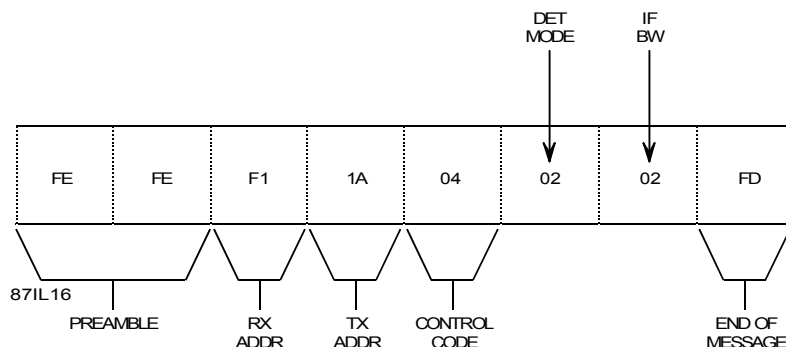 DET
MODE
IF
BW
FE FE F1 1A 04 02 02 FD
87IL16
PREAMBLE
RX
ADDR
TX
ADDR
CONTROL
CODE
END OF
MESSAGE